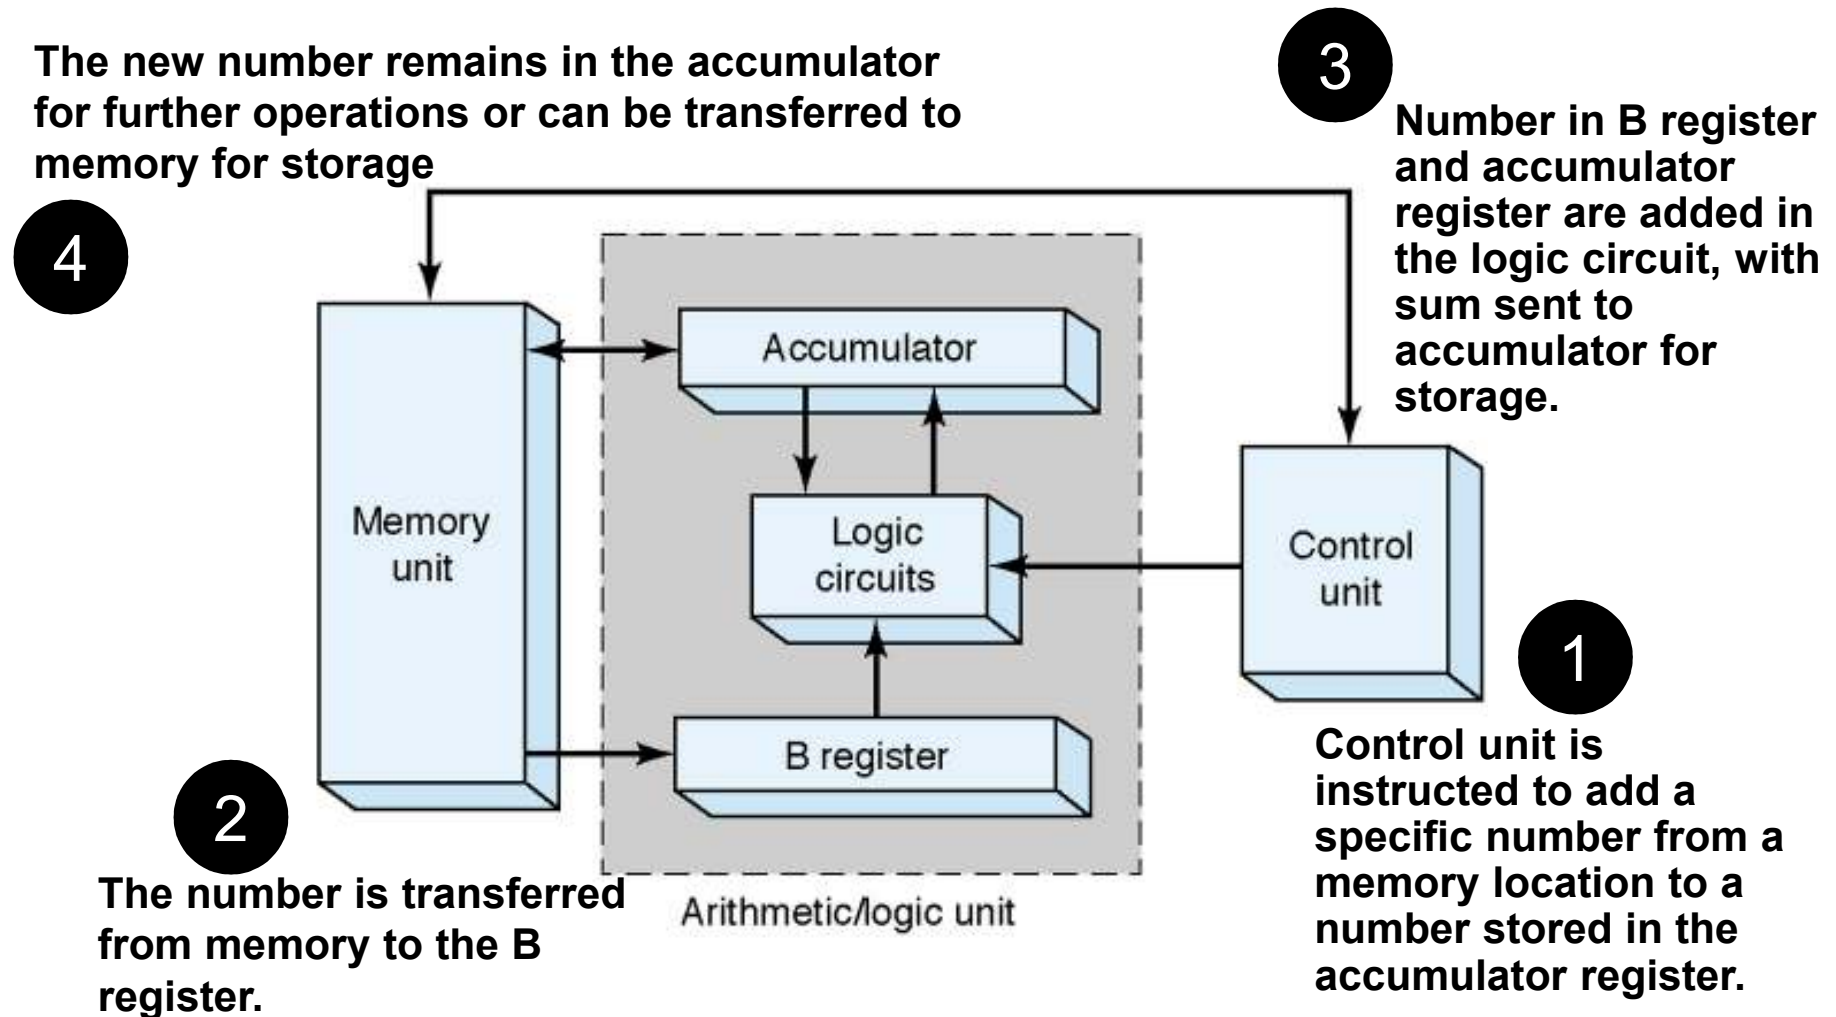 The new number remains in the accumulator
for further operations or can be transferred to
memory for storage
4
3
Number in B register
and accumulator
register are added in
the logic circuit, with
sum sent to
accumulator for
storage.
Accumulator
Memory
unit
Logic
circuits
Control
unit
B register
Arithmetic/logic unit
1
Control unit is
instructed to add a
specific number from a
memory location to a
number stored in the
accumulator register.
2
The number is transferred
from memory to the B
register.